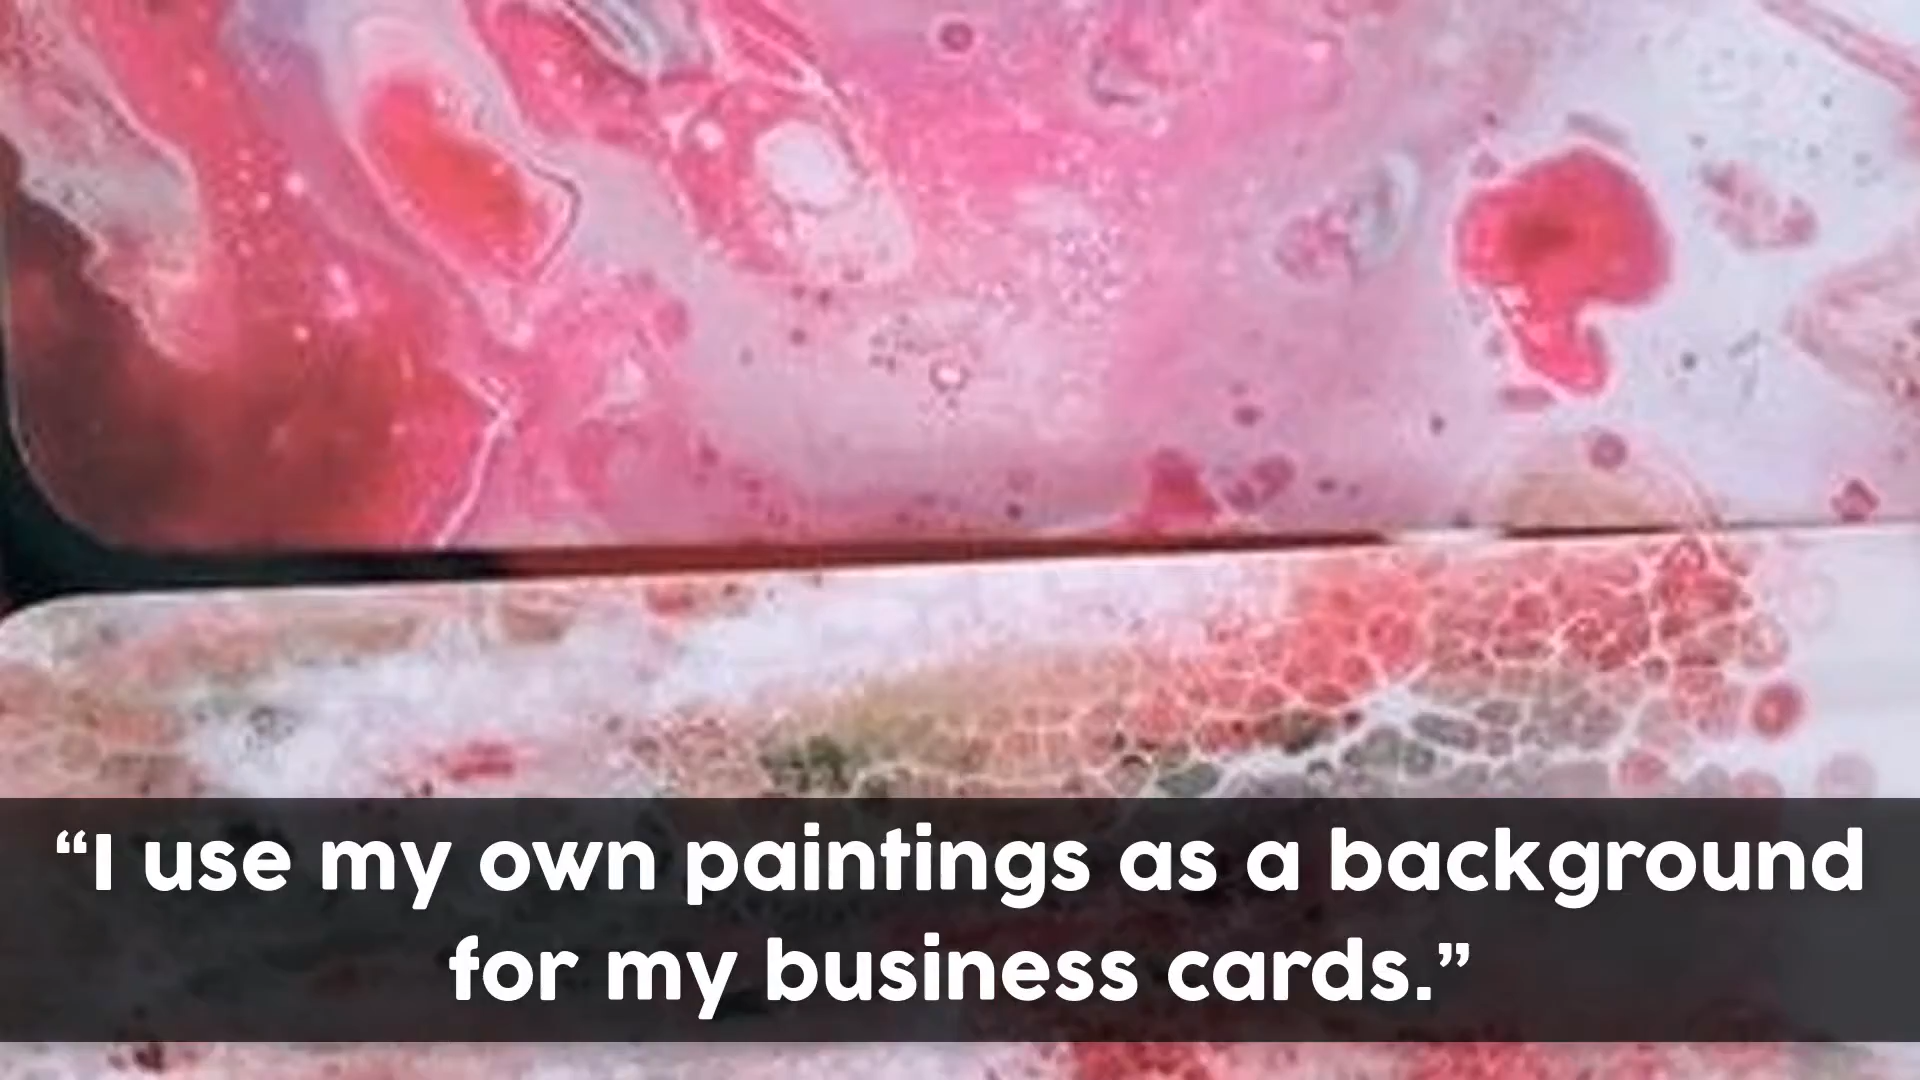 “I use my own paintings as a background
for my business cards.”